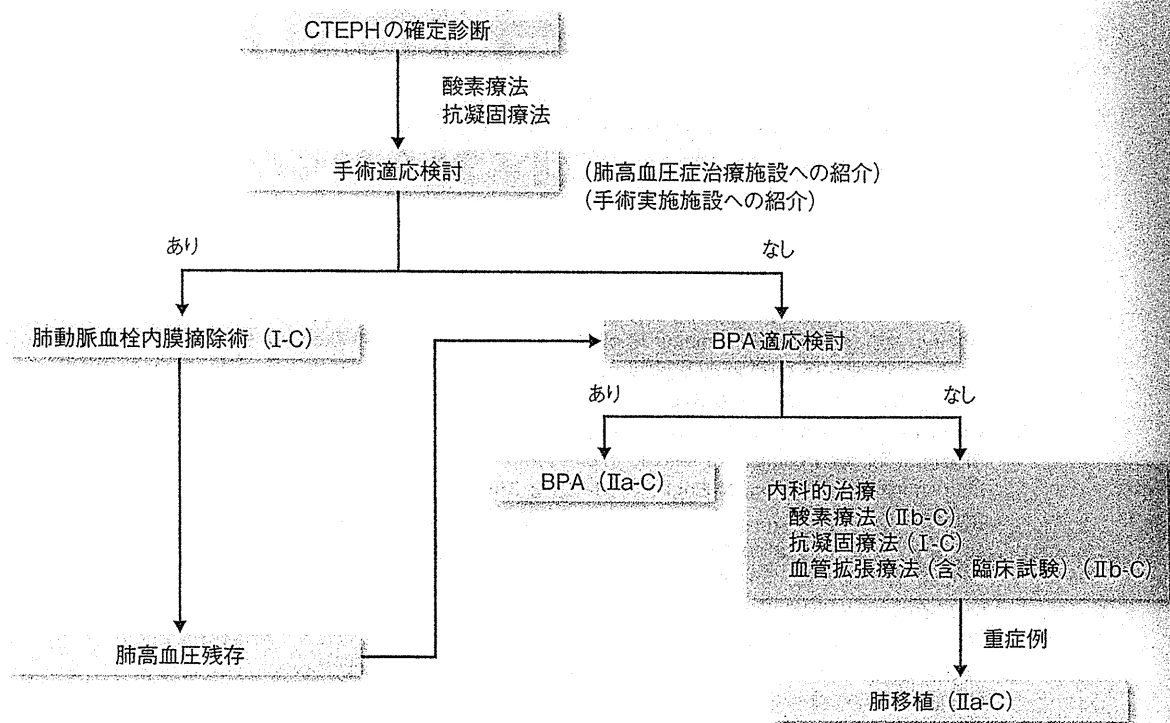 CTEPHの確定診断
酸素療法
抗凝固療法
手術適応検討
(肺高血圧症治療施設への紹介)
(手術実施施設への紹介)
あり
なし
肺動脈血栓内膜摘除術 (I-C)
BPA適応検討
あり
なし
BPA (Ⅱa-C)
内科的治療
酸素療法 (Ⅱb-C)
抗凝固療法 (I-C)
血管拡張療法 (含、臨床試験) (Ⅱb-C)
肺高血圧残存
重症例
肺移植 (Ⅱa-C)